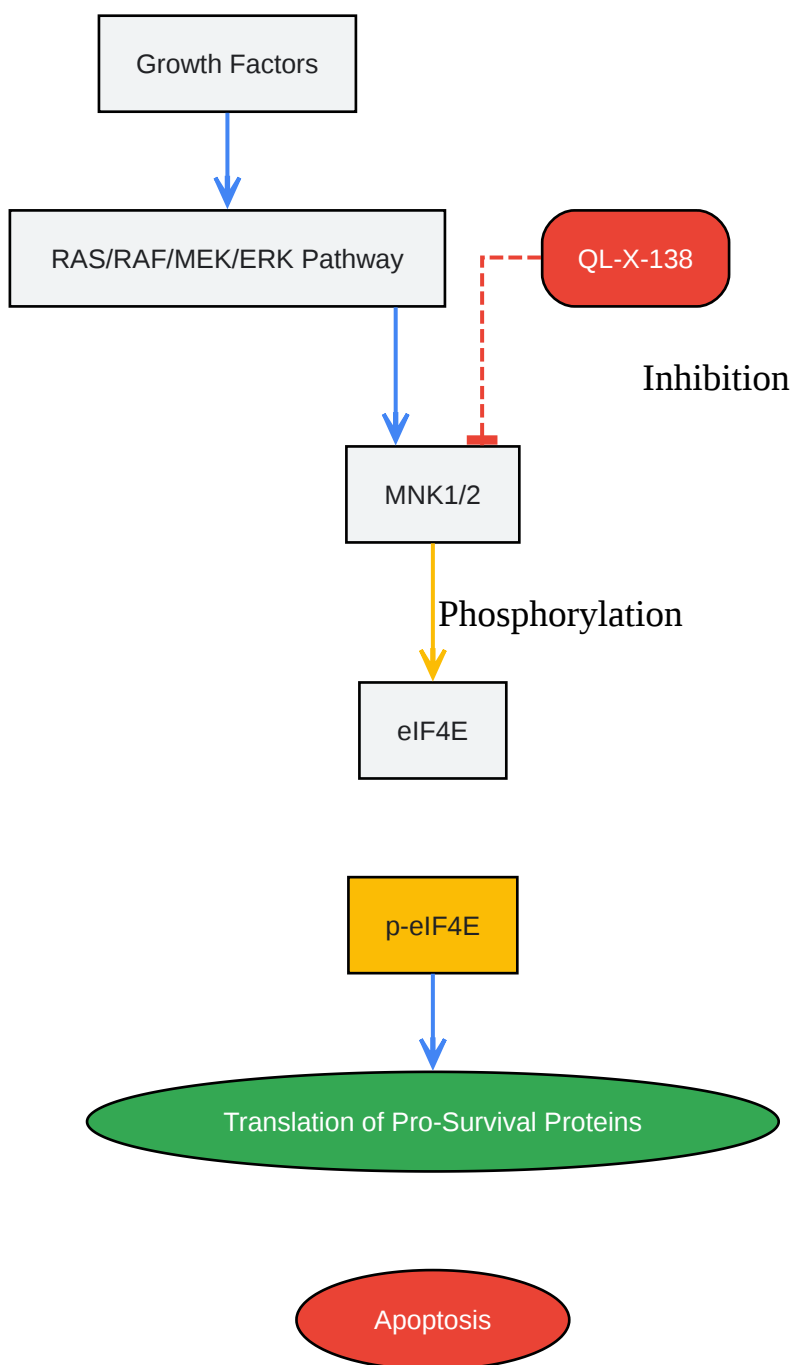 Growth Factors
RAS/RAF/MEK/ERK Pathway
QL-X-138
Inhibition
MNK1/2
Phosphorylation
eIF4E
p-eIF4E
Translation of Pro-Survival Proteins
Apoptosis